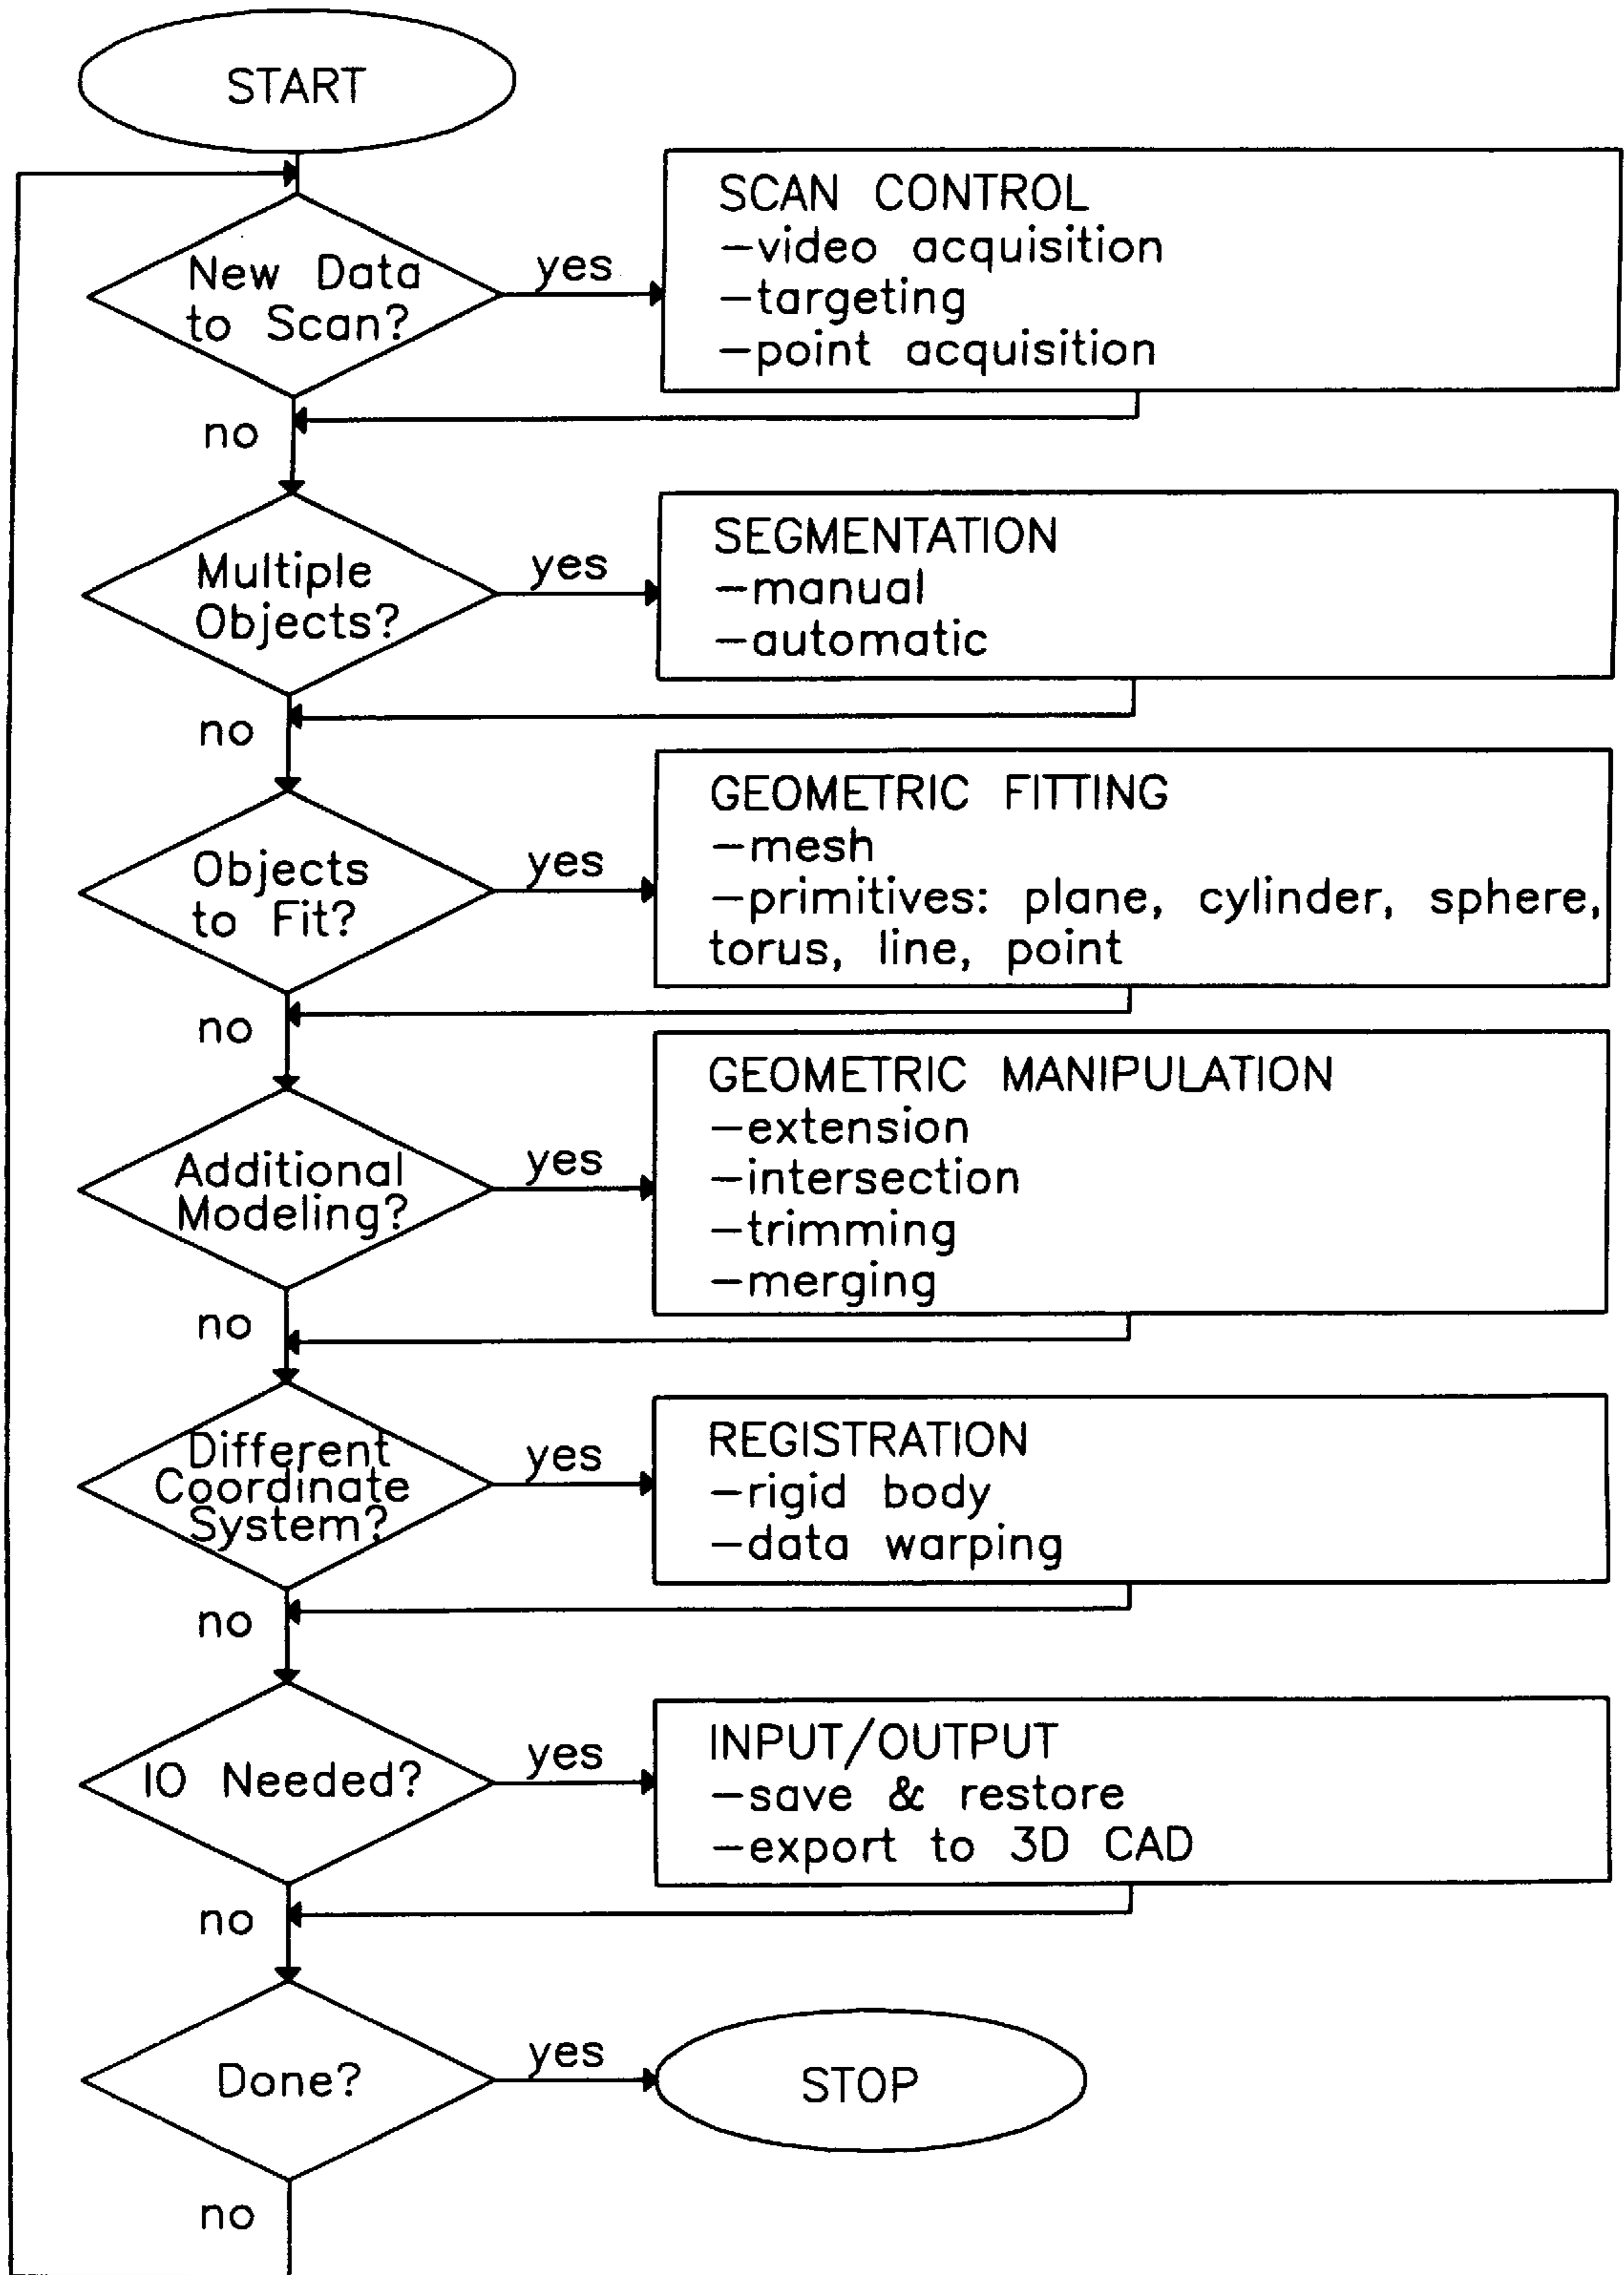 START
New Data
to Scan?
yes
SCAN CONTROL
-video acquisition
-targeting
-point acquisition
no
Multiple
Objects?
yes
SEGMENTATION
-manual
-automatic
no
Objects
to Fit?
yes
GEOMETRIC FITTING
-mesh
-primitives: plane, cylinder, sphere,
torus, line, point
no
Additional
Modeling?
yes
GEOMETRIC MANIPULATION
-extension
-intersection
-trimming
-merging
no
Different
Coordinate
System?
yes
REGISTRATION
-rigid body
-data warping
no
IO Needed?
yes
INPUT/OUTPUT
-save & restore
-export to 3D CAD
no
Done?
yes
STOP
no